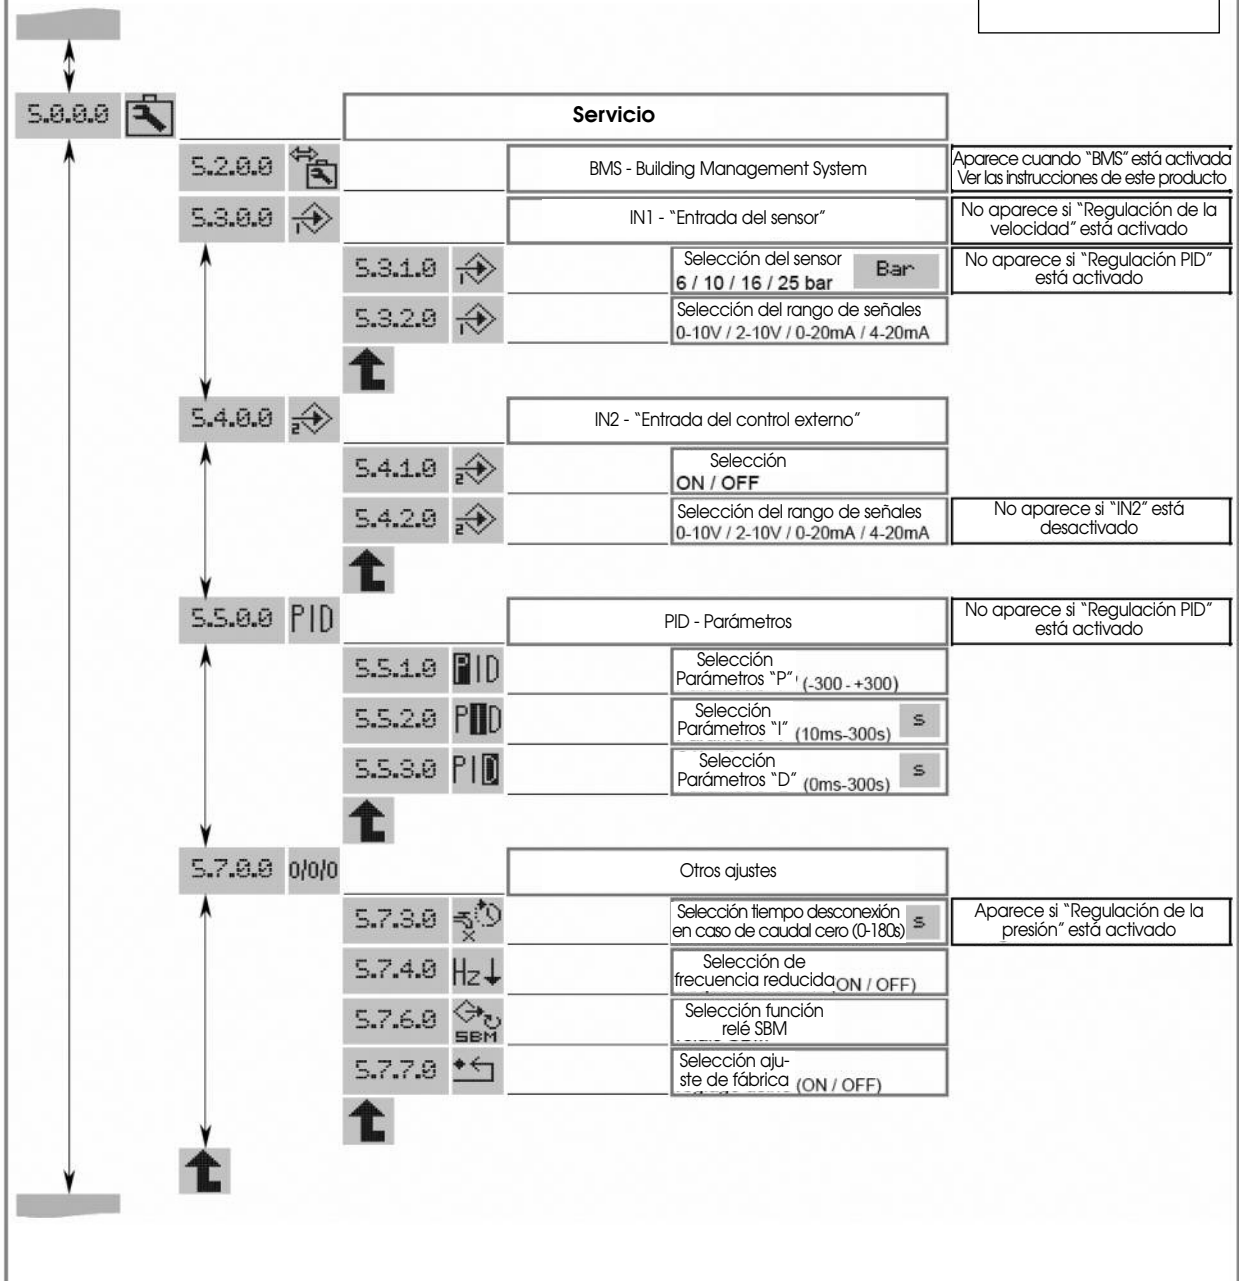 5.0.0.0
Servicio
5.2.0.0
BMS - Building Management System
Aparece cuando "BMS" está activada
Ver las instrucciones de este producto
5.3.0.0
1
IN1 - "Entrada del sensor"
No aparece si "Regulación de la
velocidad" está activado
5.3.1.0
1
Selección del sensor
6 / 10 / 16 / 25 bar
Bar
No aparece si "Regulación PID"
está activado
5.3.2.0
1
Selección del rango de señales
0-10V / 2-10V / 0-20mA / 4-20mA
5.4.0.0
2
IN2 - "Entrada del control externo"
5.4.1.0
2
Selección
ON / OFF
5.4.2.0
2
Selección del rango de señales
0-10V / 2-10V / 0-20mA / 4-20mA
No aparece si "IN2" está
desactivado
5.5.0.0
PID
PID - Parámetros
No aparece si "Regulación PID"
está activado
5.5.1.0
PID
Selección
Parámetros "P" (-300 - +300)
5.5.2.0
PID
Selección
Parámetros "I" (10ms-300s)
s
5.5.3.0
PID
Selección
Parámetros "D" (0ms-300s)
s
5.7.0.0
0/0/0
Otros ajustes
5.7.3.0
Selección tiempo desconexión
en caso de caudal cero (0-180s)
s
Aparece si "Regulación de la
presión" está activado
5.7.4.0
Hz
Selección de
frecuencia reducida ON / OFF)
5.7.6.0
SBM
Selección función
relé SBM
5.7.7.0
Selección aju-
ste de fábrica (ON / OFF)